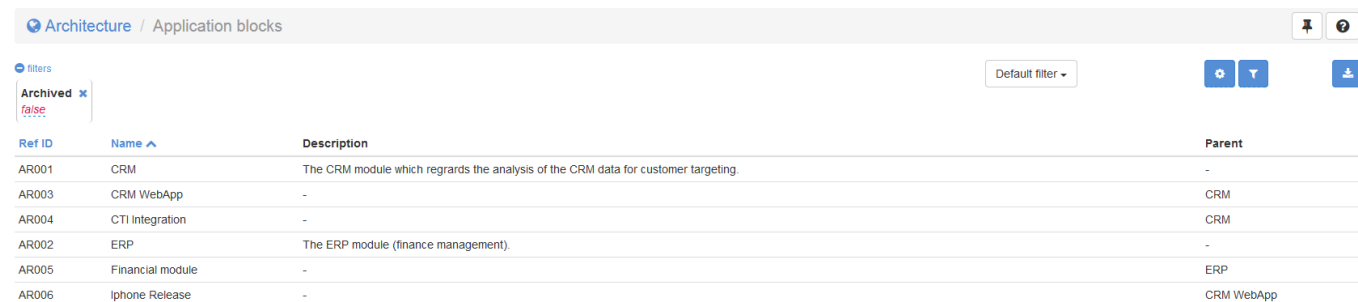 Architecture / Application blocks
filters
Default filter
Archived
false
Ref ID Name Description Parent
AR001 CRM The CRM module which regrards the analysis of the CRM data for customer targeting. -
AR003 CRM WebApp - CRM
AR004 CTI Integration - CRM
AR002 ERP The ERP module (finance management). -
AR005 Financial module - ERP
AR006 Iphone Release - CRM WebApp